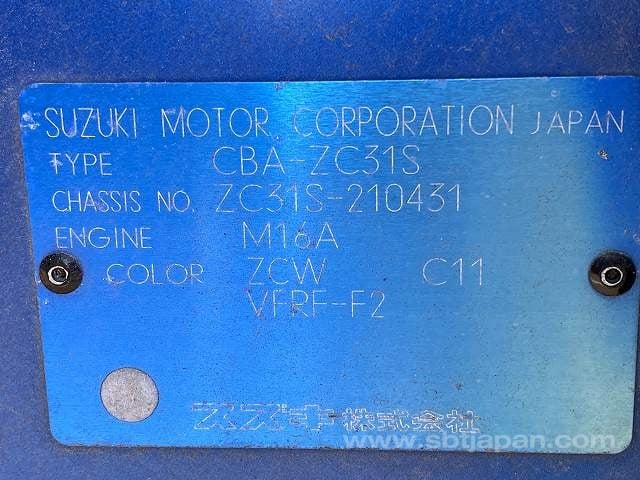 SUZUKI MOTOR CORPORATION JAPAN
TYPE CBA-ZC31S
CHASSIS NO. ZC31S-210431
ENGINE M16A
COLOR ZCW C11
VFRF-F2
スズキ株式会社
www.sbtjapan.com